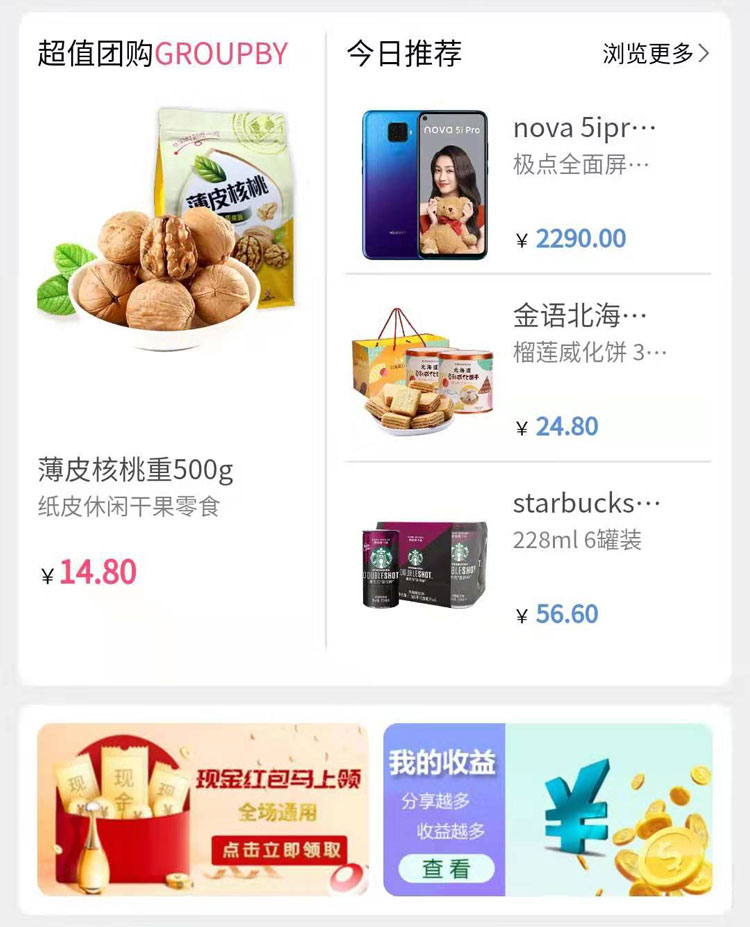 超值团购GROUPBY
薄皮核桃
薄皮核桃重500g
纸皮休闲干果零食
￥14.80
今日推荐
浏览更多
nova 5i Pro
nova 5ipr…
极点全面屏…
￥ 2290.00
金语北海…
榴莲威化饼 3…
￥ 24.80
DOUBLESHOT
DOUBLESHOT
starbucks…
228ml 6罐装
￥ 56.60
现
现金
现
现金红包马上领
全场通用
点击立即领取
我的收益
分享越多
收益越多
查看